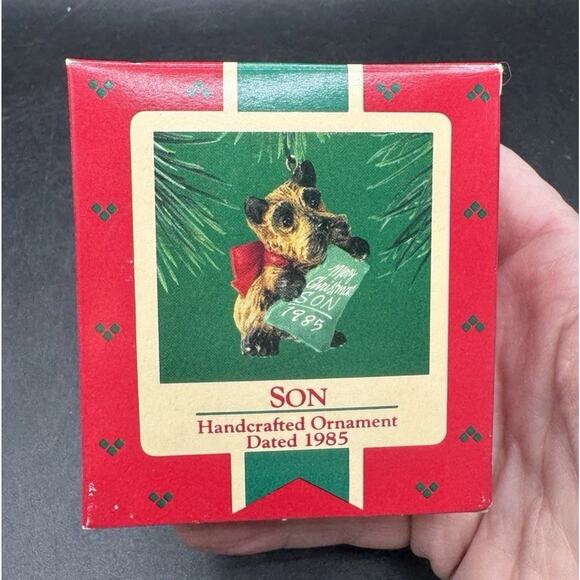 Merry
Christmas
SON
1985
SON
Handcrafted Ornament
Dated 1985